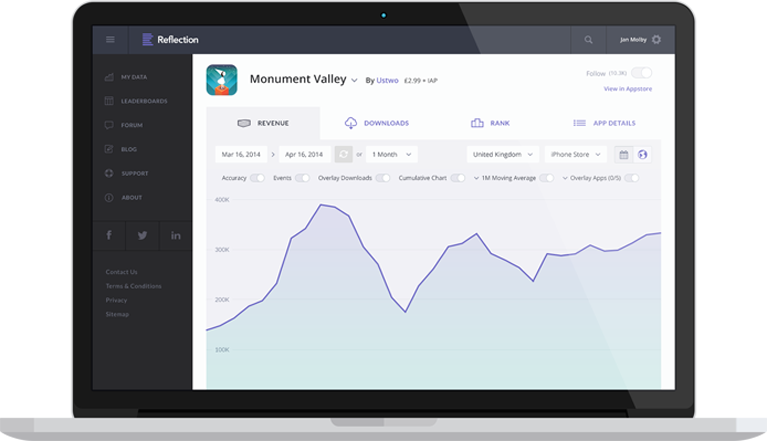 Reflection
Jan Molby
MY DATA
LEADERBOARDS
FORUM
BLOG
SUPPORT
ABOUT
Contact Us
Terms & Conditions
Privacy
Sitemap
Monument Valley
By Ustwo £2.99 + IAP
Follow (10.3K)
View in Appstore
REVENUE DOWNLOADS RANK APP DETAILS
Mar 16, 2014 > Apr 16, 2014 or 1 Month United Kingdom iPhone Store
Accuracy Events Overlay Downloads Cumulative Chart 1M Moving Average Overlay Apps (0/5)
400K
300K
200K
100K